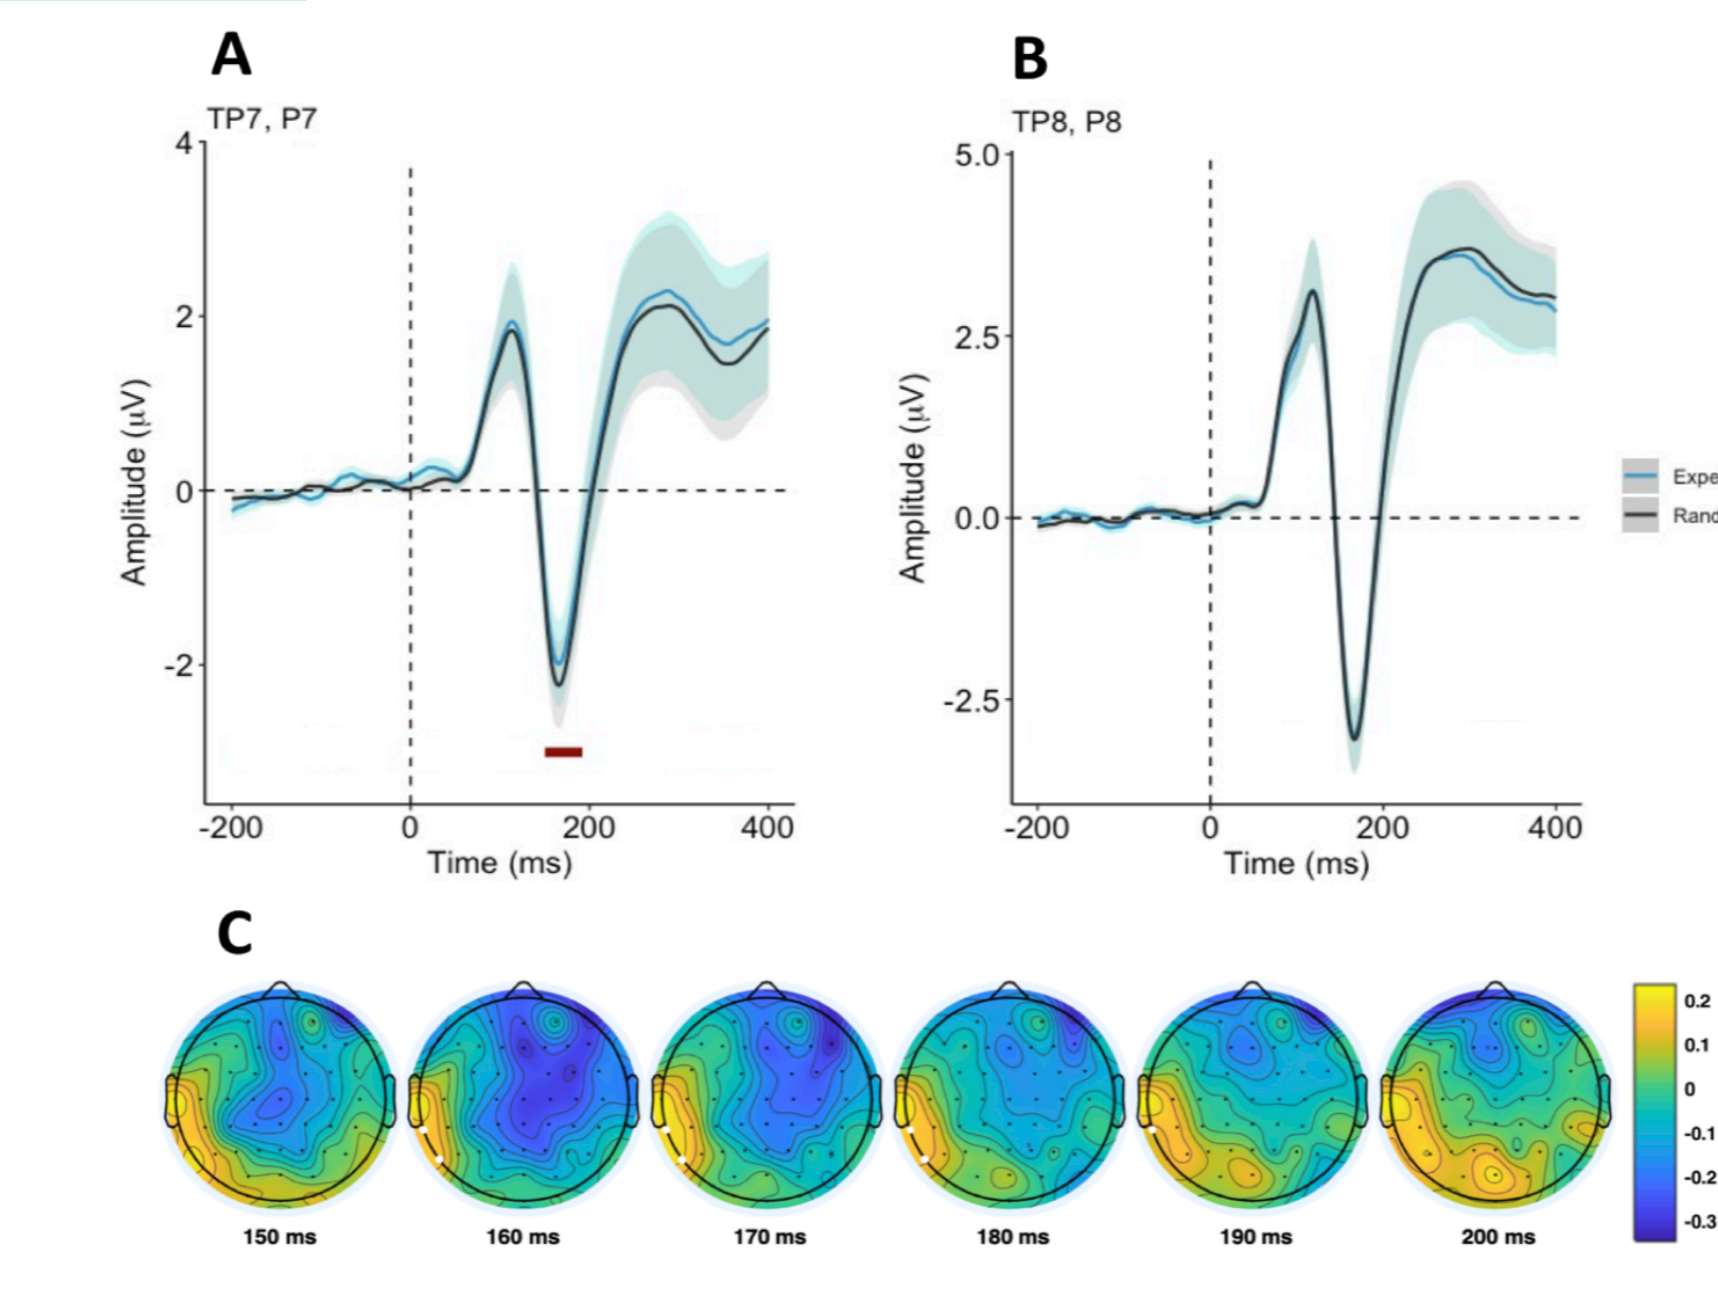 A
B
TP7, P7
TP8, P8
4
2
0
-2
Amplitude (µV)
-200 0 200 400
Time (ms)
5.0
2.5
0.0
-2.5
Amplitude (µV)
-200 0 200 400
Time (ms)
Expe
Rand
C
150 ms 160 ms 170 ms 180 ms 190 ms 200 ms
0.2
0.1
0
-0.1
-0.2
-0.3